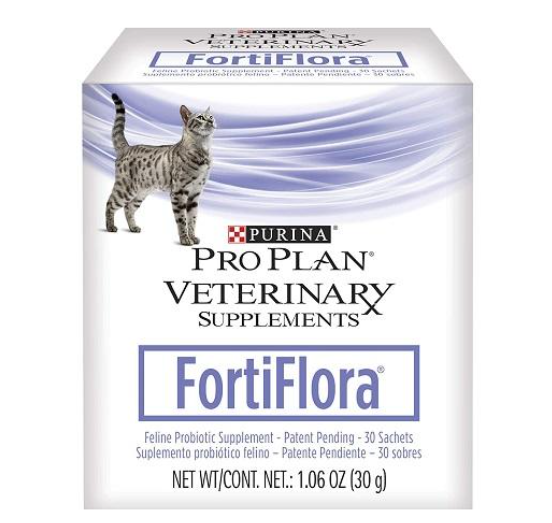 PURINA
PRO PLAN
VETERINARY
SUPPLEMENTS
FortiFlora
Feline Probiotic Supplement - Patent Pending - 30 Sachets
Suplemento probiótico felino – Patente Pendiente – 30 sobres
PURINA®
PRO PLAN®
VETERINARY
SUPPLEMENTS
FortiFlora®
Feline Probiotic Supplement - Patent Pending - 30 Sachets
Suplemento probiótico felino – Patente Pendiente – 30 sobres
NET WT/CONT. NET.: 1.06 OZ (30 g)